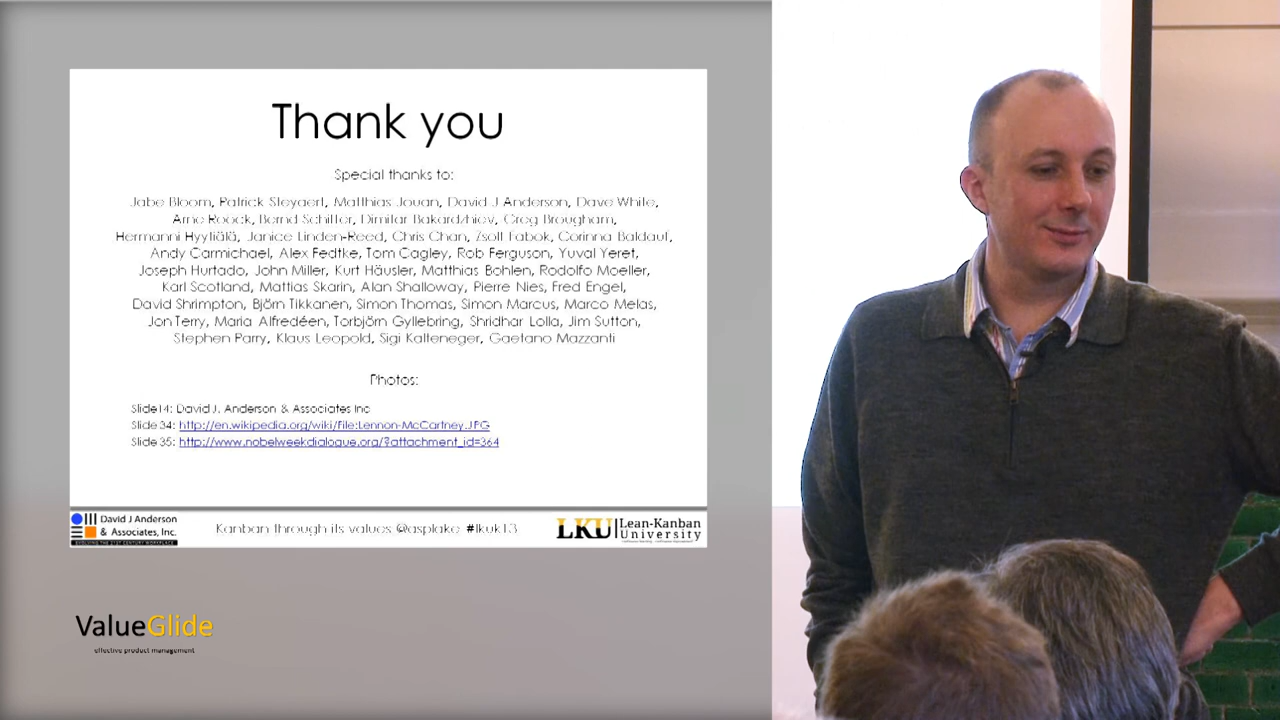 Thank you
Special thanks to:
Jabe Bloom, Patrick Steyaert, Matthias Jouan, David J Anderson, Dave White,
Arne Roock, Bernd Schiffer, Dimitar Bakardzhiev, Greg Brougham,
Hermanni Hyytiälä, Janice Linden-Reed, Chris Chan, Zsolt Fabok, Corinna Baldauf,
Andy Carmichael, Alex Fedtke, Tom Cagley, Rob Ferguson, Yuval Yeret,
Joseph Hurtado, John Miller, Kurt Häusler, Matthias Bohlen, Rodolfo Moeller,
Karl Scotland, Mattias Skarin, Alan Shalloway, Pierre Nies, Fred Engel,
David Shrimpton, Björn Tikkanen, Simon Thomas, Simon Marcus, Marco Melas,
Jon Terry, Maria Alfredéen, Torbjörn Gyllebring, Shridhar Lolla, Jim Sutton,
Stephen Parry, Klaus Leopold, Sigi Kalteneger, Gaetano Mazzanti
Photos:
Slide14: David J. Anderson & Associates Inc
Slide 34: http://en.wikipedia.org/wiki/File:Lennon-McCartney.JPG
Slide 35: http://www.nobelweekdialogue.org/?attachment_id=364
David J Anderson
& Associates, Inc.
EVOLVING THE 21ST CENTURY WORKPLACE
Kanban through its values @asplake #lkuk13
LKU
Lean-Kanban
University
ValueGlide
effective product management